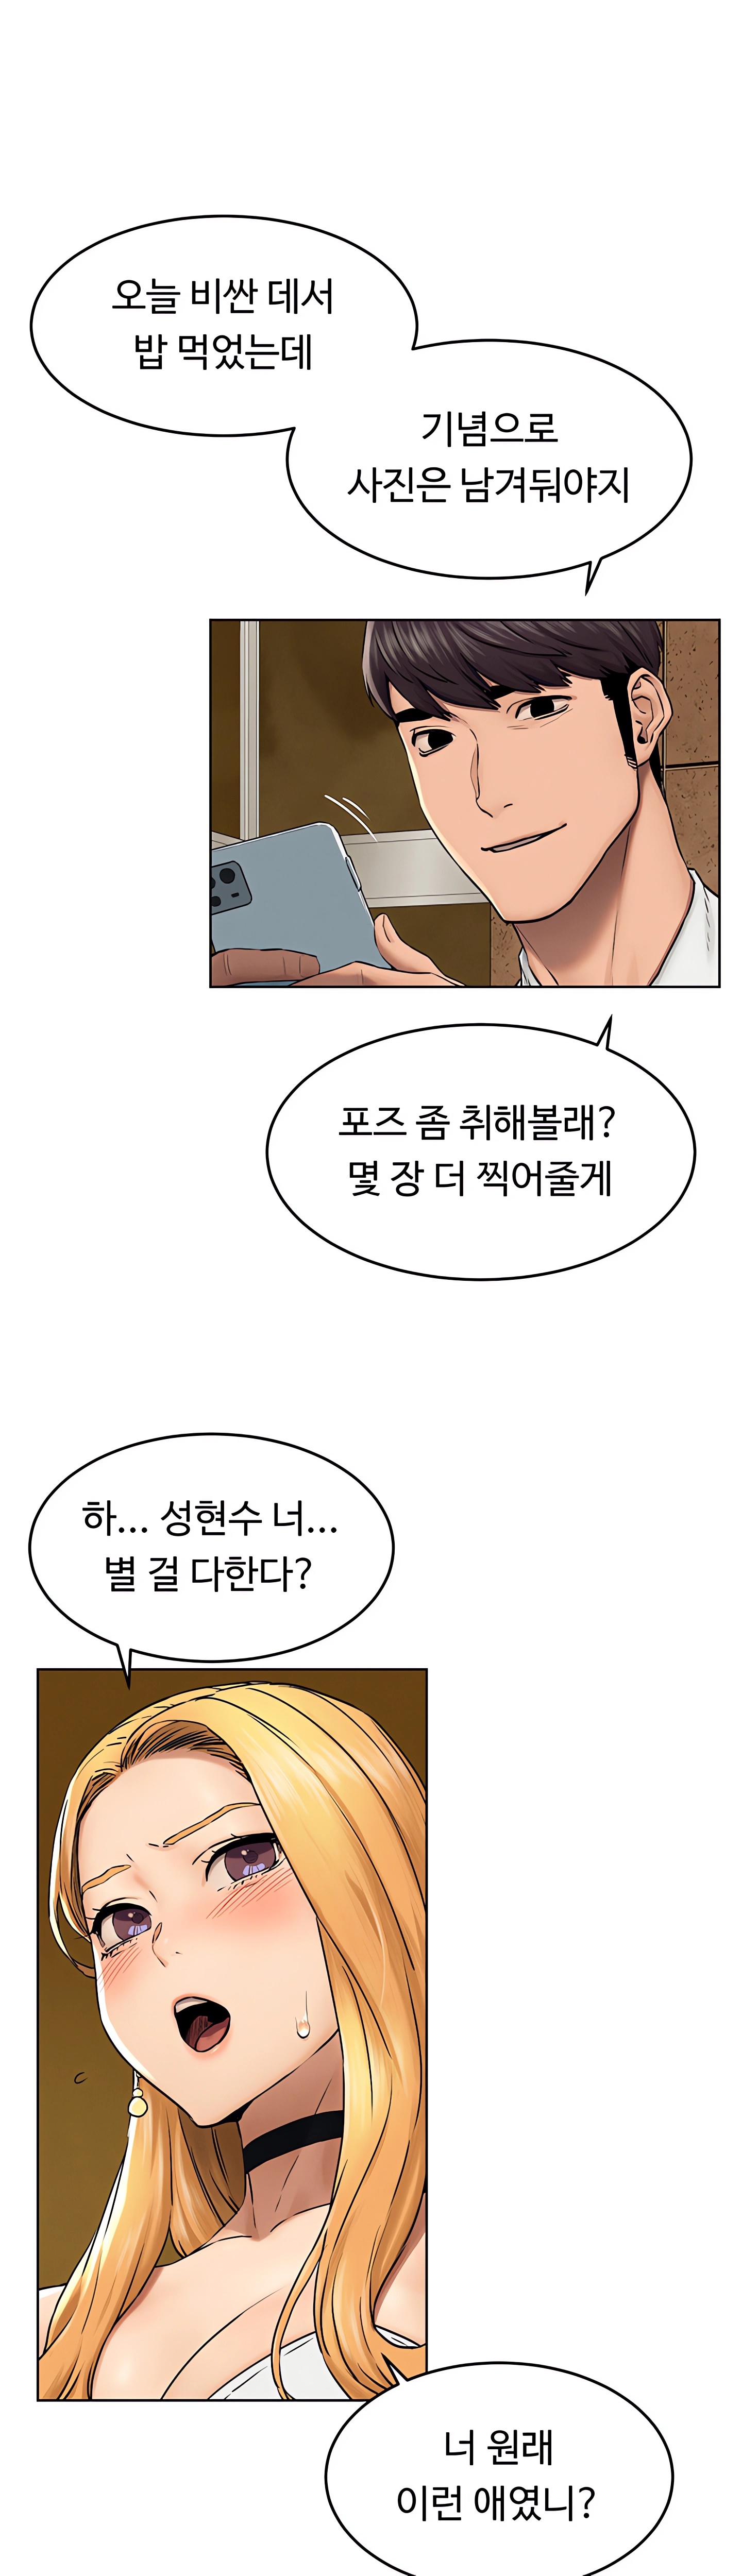 오늘 비싼 데서
밥 먹었는데
기념으로
사진은 남겨둬야지
포즈 좀 취해볼래?
몇 장 더 찍어줄게
하... 성현수 너...
별 걸 다한다?
너 원래
이런 애였니?